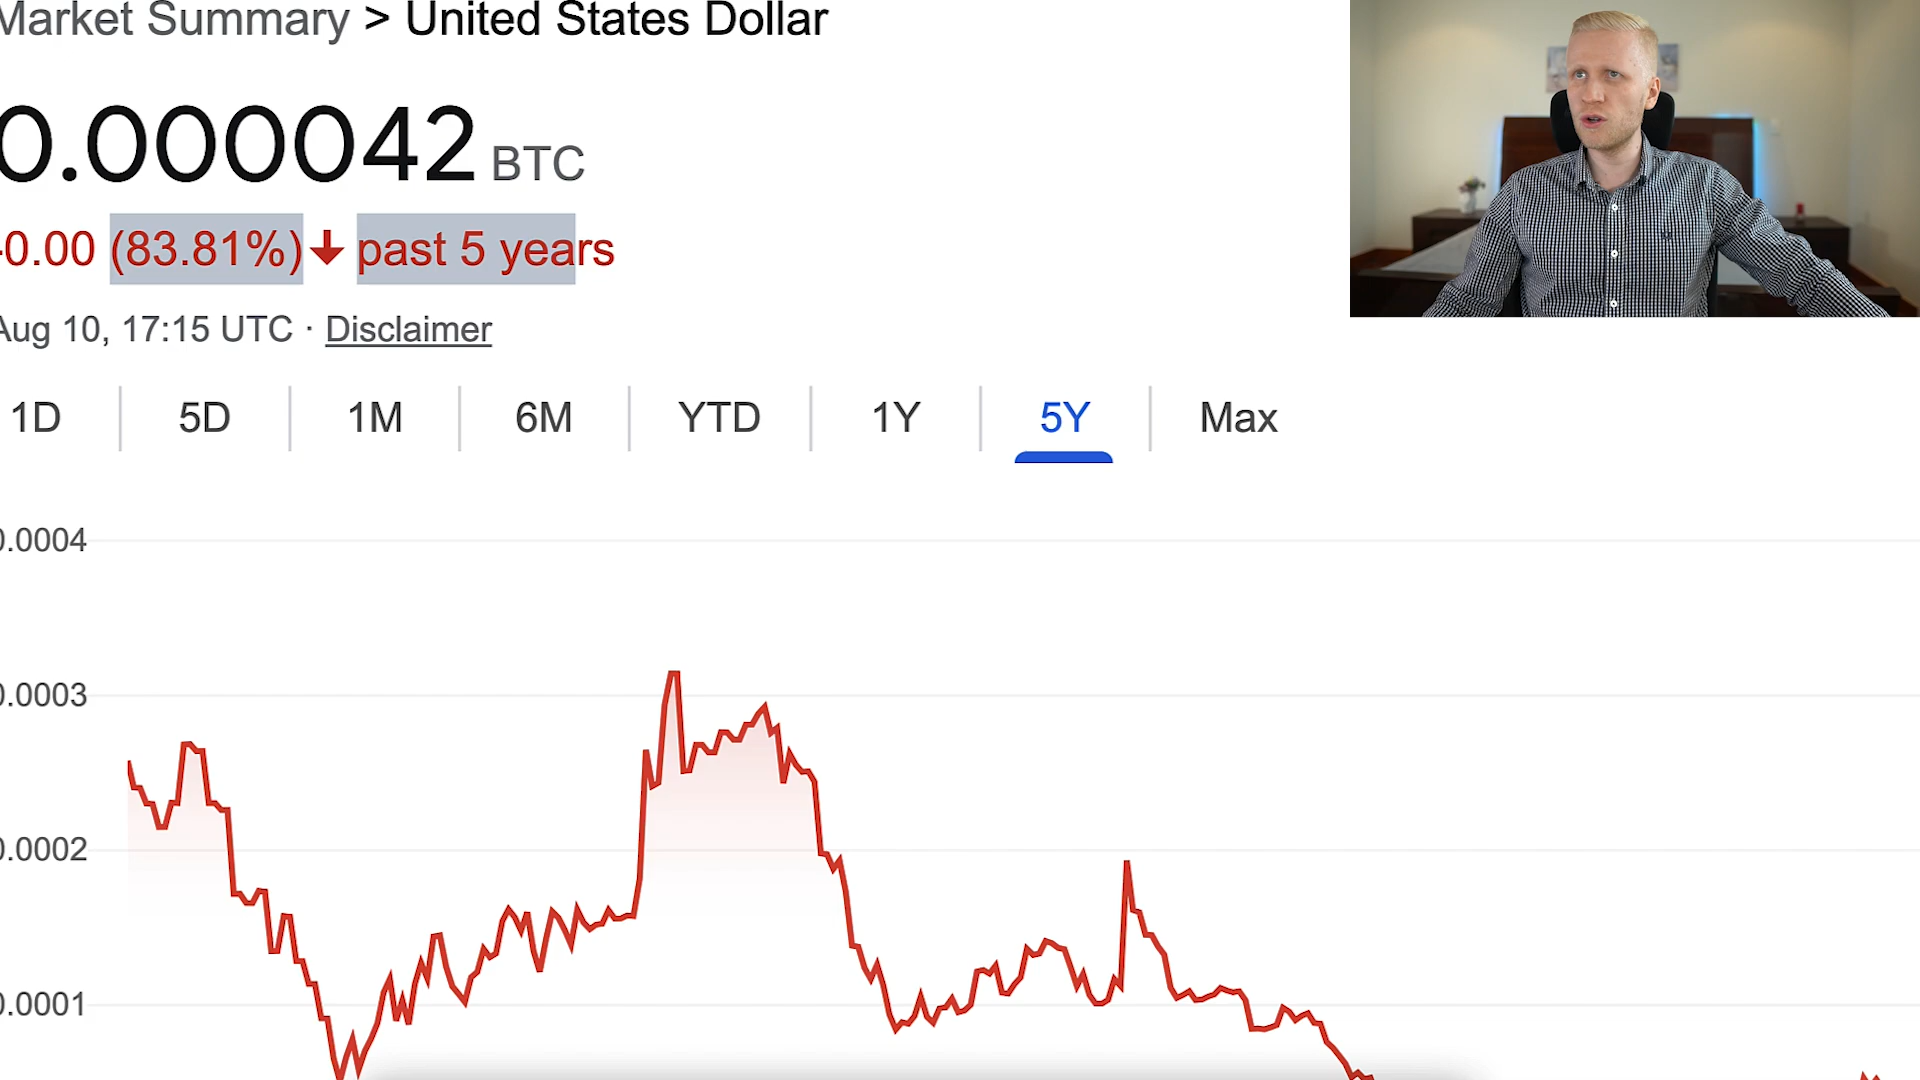 Market Summary > United States Dollar
0.000042 BTC
-0.00 (83.81%) ↓ past 5 years
Aug 10, 17:15 UTC · Disclaimer
1D 5D 1M 6M YTD 1Y 5Y Max
0.0004
0.0003
0.0002
0.0001